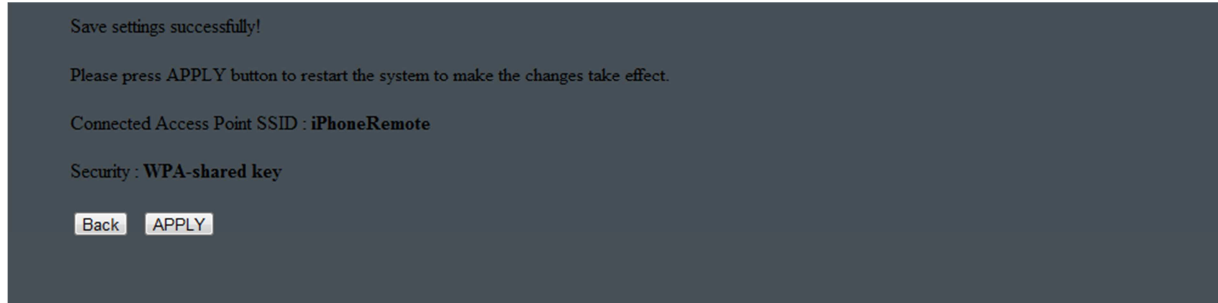 Save settings successfully!
Please press APPLY button to restart the system to make the changes take effect.
Connected Access Point SSID : iPhoneRemote
Security : WPA-shared key
Back APPLY